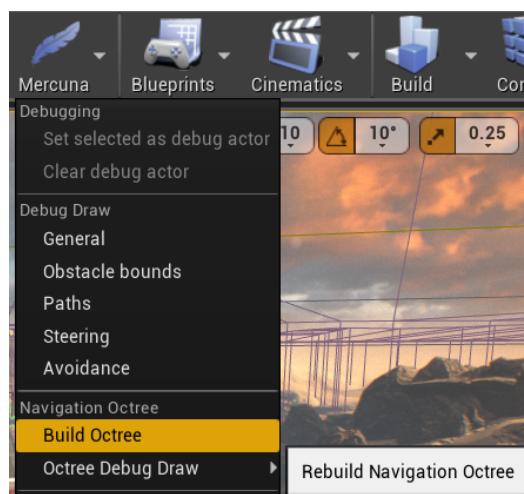 Mercuna Blueprints Cinematics Build
Debugging
Set selected as debug actor 10 10° 0.25
Clear debug actor
Debug Draw
General
Obstacle bounds
Paths
Steering
Avoidance
Navigation Octree
Build Octree
Octree Debug Draw Rebuild Navigation Octree